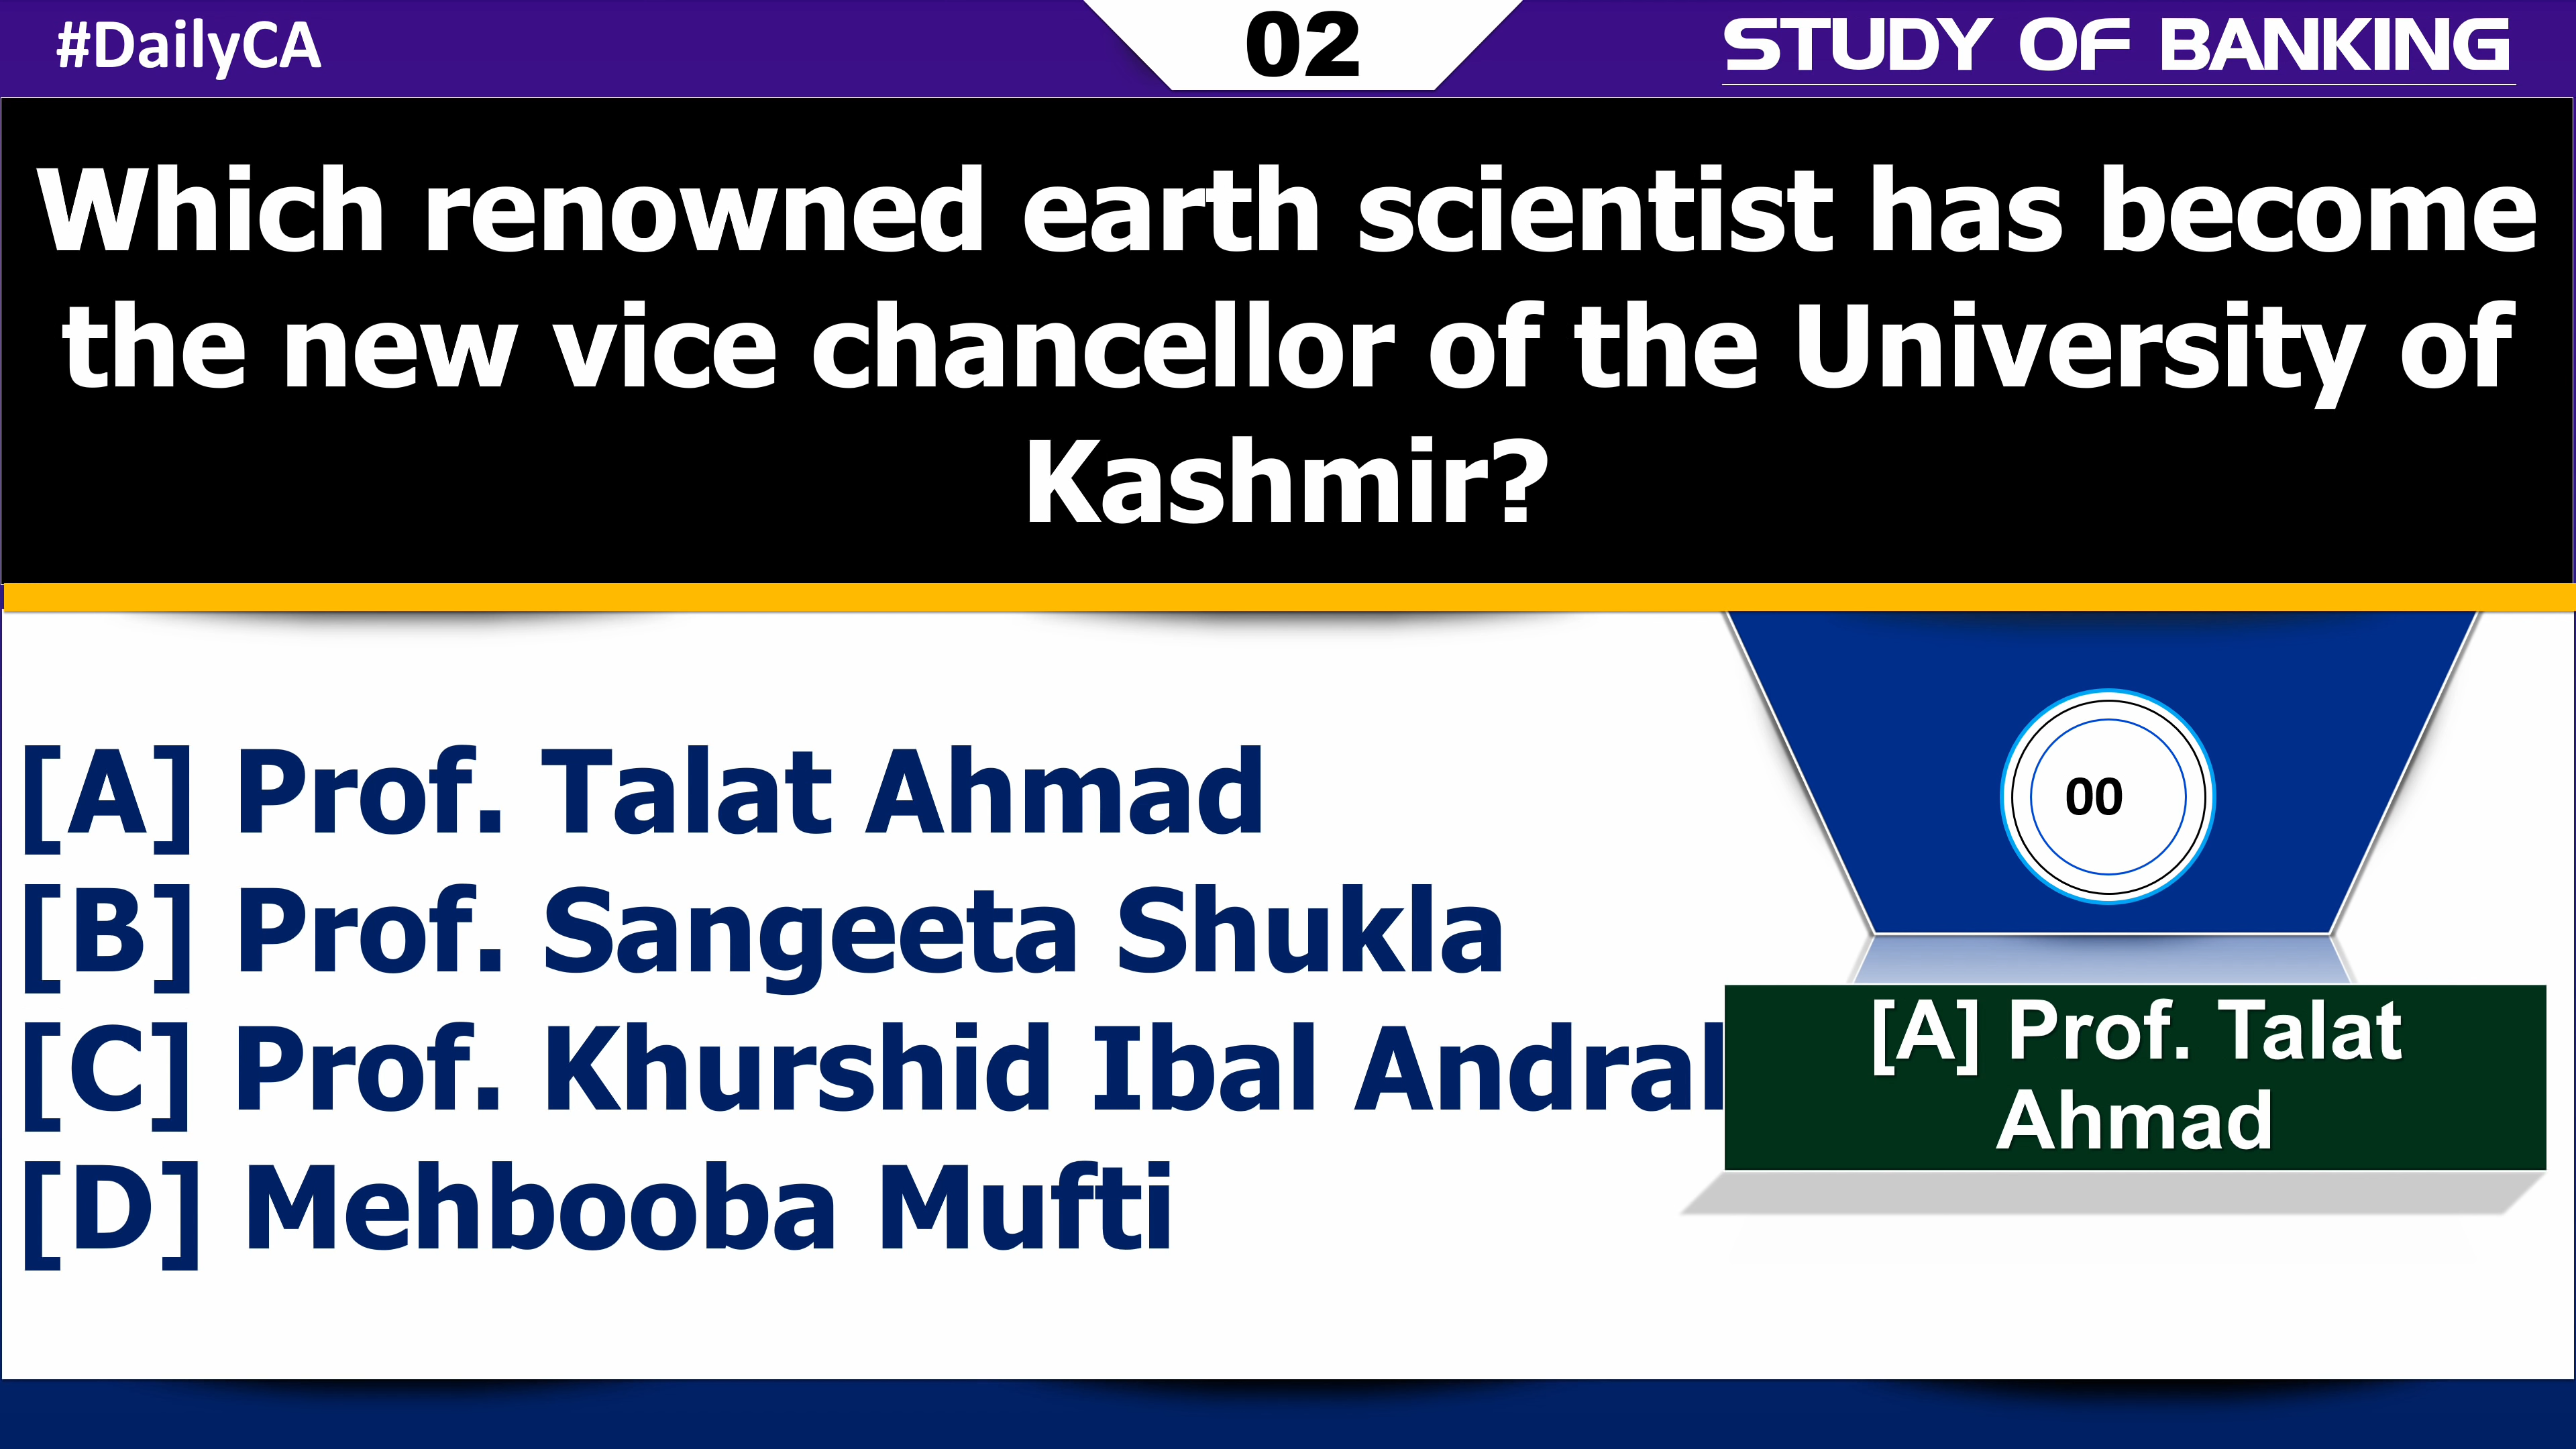 #DailyCA
02
STUDY OF BANKING
Which renowned earth scientist has become
the new vice chancellor of the University of
Kashmir?
[A] Prof. Talat Ahmad
[B] Prof. Sangeeta Shukla
[C] Prof. Khurshid Ibal
[D] Mehbooba Mufti
00
[A] Prof. Talat
Ahmad